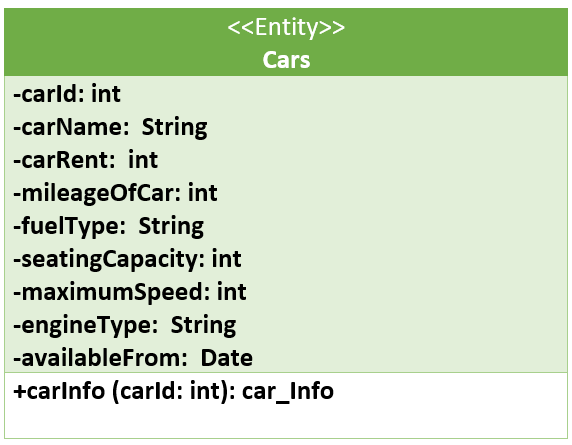 <<Entity>>
Cars
-carId: int
-carName:  String
-carRent:  int
-mileageOfCar: int
-fuelType:  String
-seatingCapacity: int
-maximumSpeed: int
-engineType:  String
-availableFrom:  Date
+carInfo (carId: int): car_Info